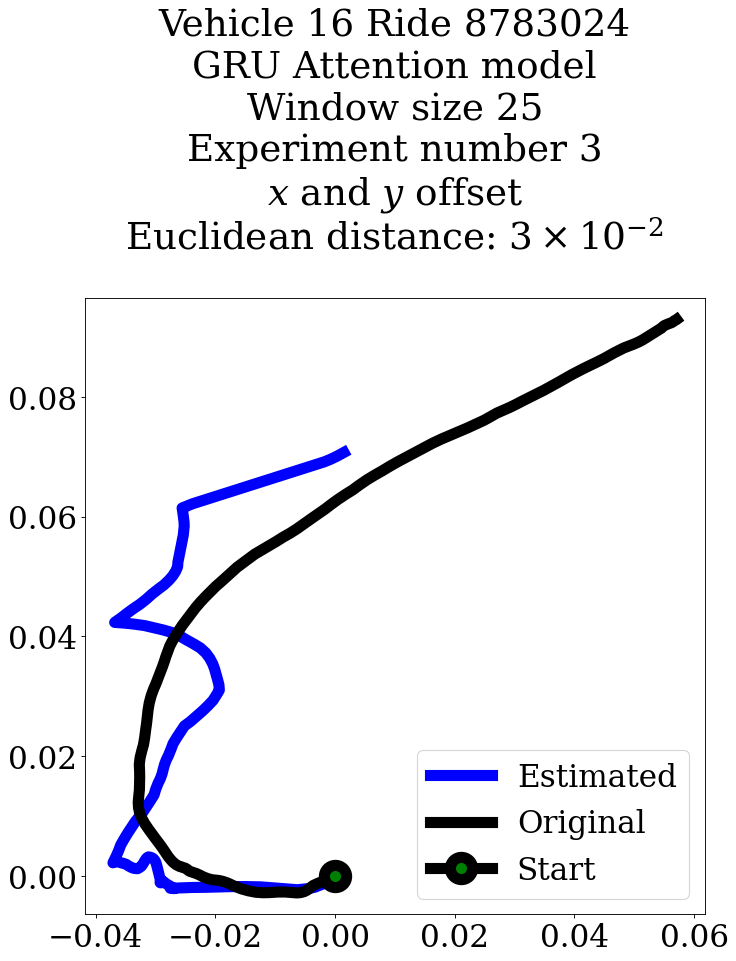 Vehicle 16 Ride 8783024
GRU Attention model
Window size 25
Experiment number 3
x and y offset
Euclidean distance: 3 × 10⁻²
0.08
0.06
0.04
0.02
0.00
−0.04 −0.02 0.00 0.02 0.04 0.06
Estimated
Original
Start